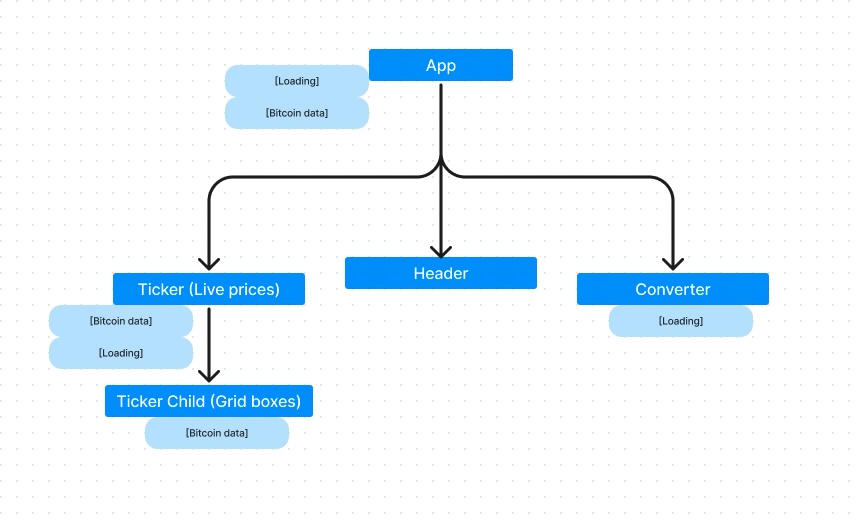 App
[Loading]
[Bitcoin data]
Header
Ticker (Live prices)
Converter
[Bitcoin data]
[Loading]
[Loading]
Ticker Child (Grid boxes)
[Bitcoin data]